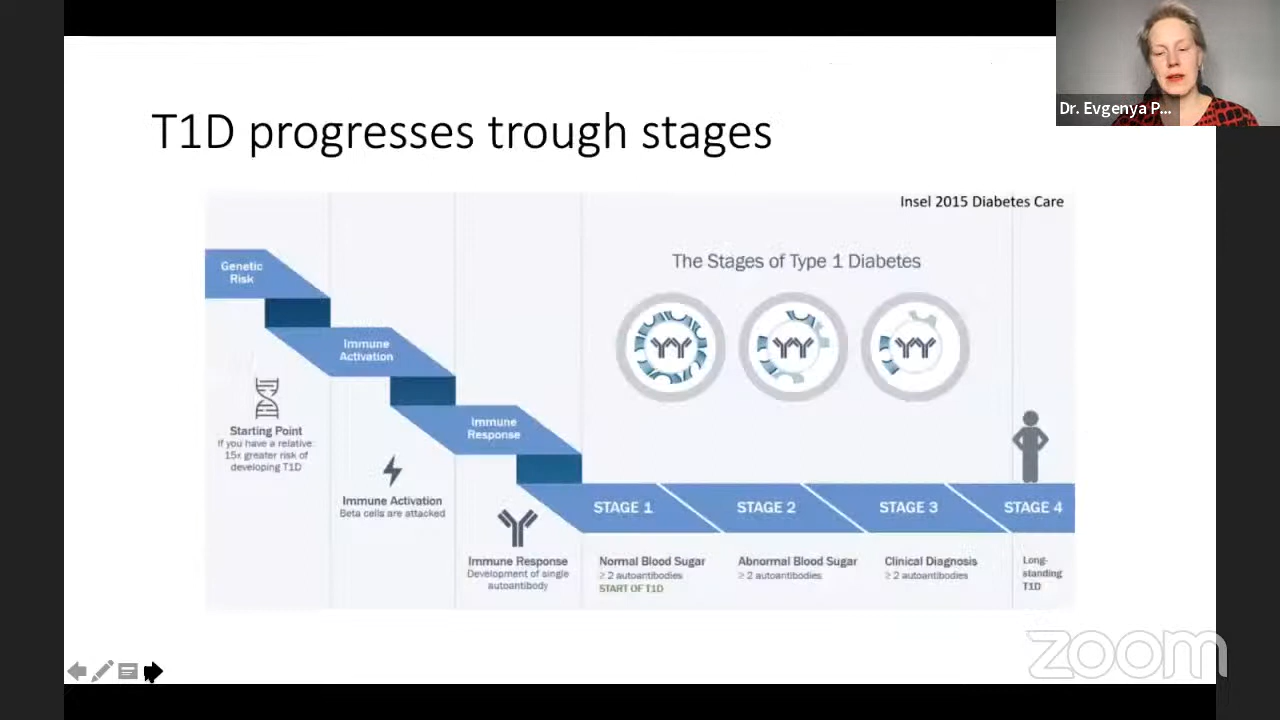 Dr. Evgenya P...
T1D progresses trough stages
Insel 2015 Diabetes Care
The Stages of Type 1 Diabetes
Genetic
Risk
Immune
Activation
Immune
Response
Starting Point
If you have a relative
15x greater risk of
developing T1D
Immune Activation
Beta cells are attacked
Immune Response
Development of single
autoantibody
STAGE 1
STAGE 2
STAGE 3
STAGE 4
Normal Blood Sugar
≥ 2 autoantibodies
START OF T1D
Abnormal Blood Sugar
≥ 2 autoantibodies
Clinical Diagnosis
≥ 2 autoantibodies
Long-
standing
T1D
zoom